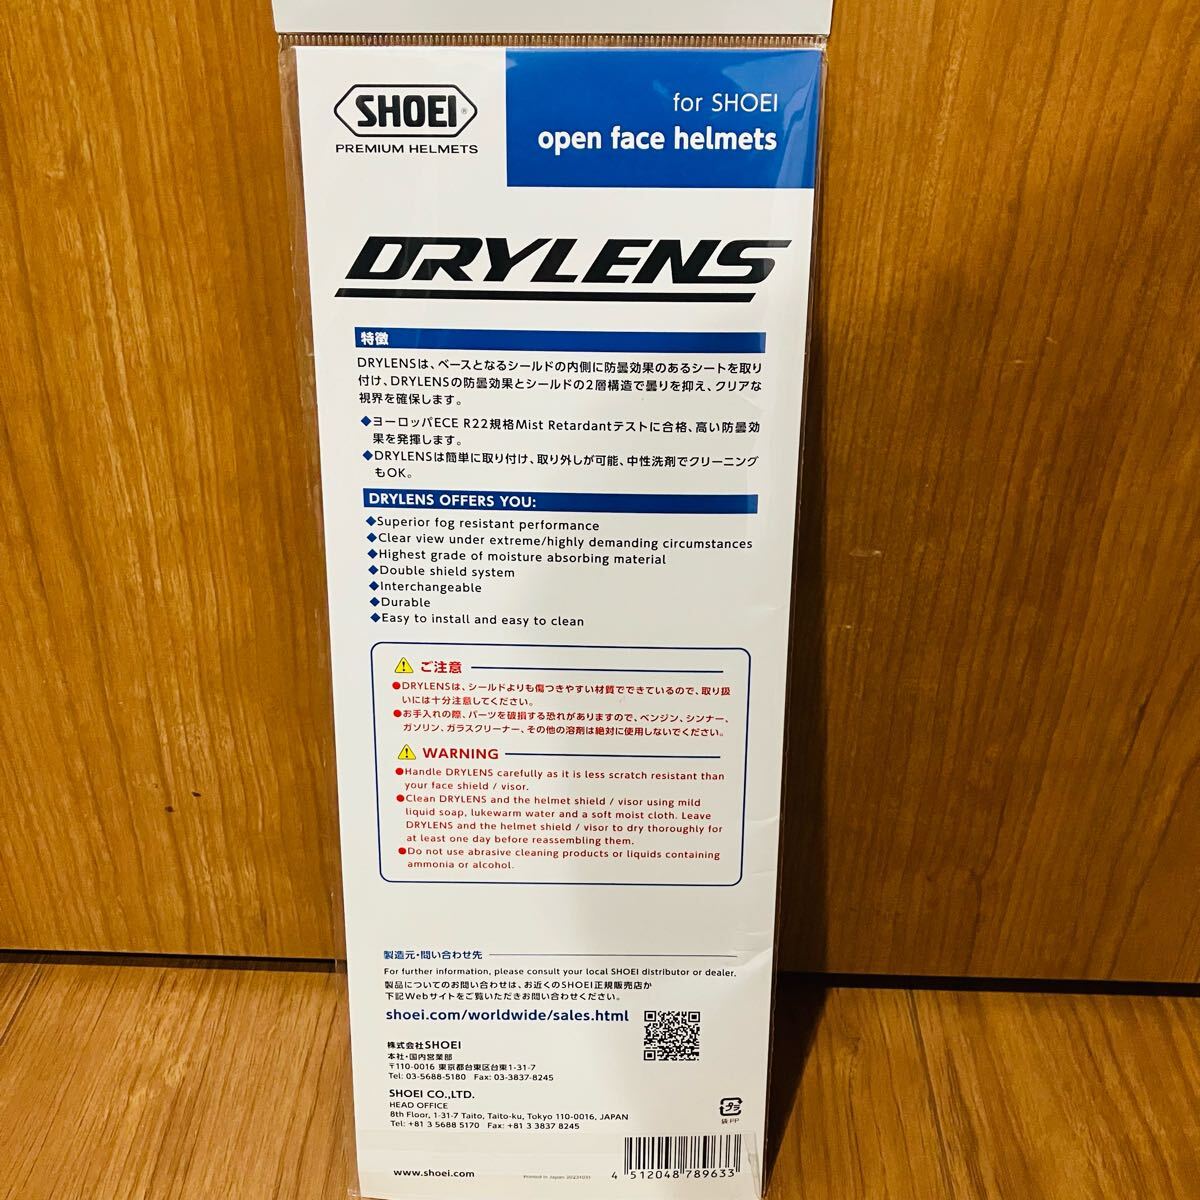 SHOEI®
PREMIUM HELMETS
for SHOEI
open face helmets
DRYLENS
特徴
DRYLENSは、ベースとなるシールドの内側に防曇効果のあるシートを取り
付け、DRYLENSの防曇効果とシールドの2層構造で曇りを抑え、クリアな
視界を確保します。
◆ヨーロッパECE R22規格Mist Retardantテストに合格、高い防曇効
果を発揮します。
◆DRYLENSは簡単に取り付け、取り外しが可能、中性洗剤でクリーニング
もOK。
DRYLENS OFFERS YOU:
◆Superior fog resistant performance
◆Clear view under extreme/highly demanding circumstances
◆Highest grade of moisture absorbing material
◆Double shield system
◆Interchangeable
◆Durable
◆Easy to install and easy to clean
ご注意
●DRYLENSは、シールドよりも傷つきやすい材質でできているので、取り扱
いには十分注意してください。
●お手入れの際、パーツを破損する恐れがありますので、ベンジン、シンナー、
ガソリン、ガラスクリーナー、その他の溶剤は絶対に使用しないでください。
WARNING
●Handle DRYLENS carefully as it is less scratch resistant than
your face shield / visor.
●Clean DRYLENS and the helmet shield / visor using mild
liquid soap, lukewarm water and a soft moist cloth. Leave
DRYLENS and the helmet shield / visor to dry thoroughly for
at least one day before reassembling them.
●Do not use abrasive cleaning products or liquids containing
ammonia or alcohol.
製造元・問い合わせ先
For further information, please consult your local SHOEI distributor or dealer.
製品についてのお問い合わせは、お近くのSHOEI正規販売店か
下記Webサイトをご覧いただきお問い合わせください。
shoei.com/worldwide/sales.html
株式会社SHOEI
本社・国内営業部
〒110-0016 東京都台東区台東1-31-7
Tel: 03-5688-5180 Fax: 03-3837-8245
SHOEI CO.,LTD.
HEAD OFFICE
8th Floor, 1-31-7 Taito, Taito-ku, Tokyo 110-0016, JAPAN
Tel: +81 3 5688 5170 Fax: +81 3 3837 8245
プラ
袋:PP
www.shoei.com
Printed in Japan 20231031
4 512048 789633